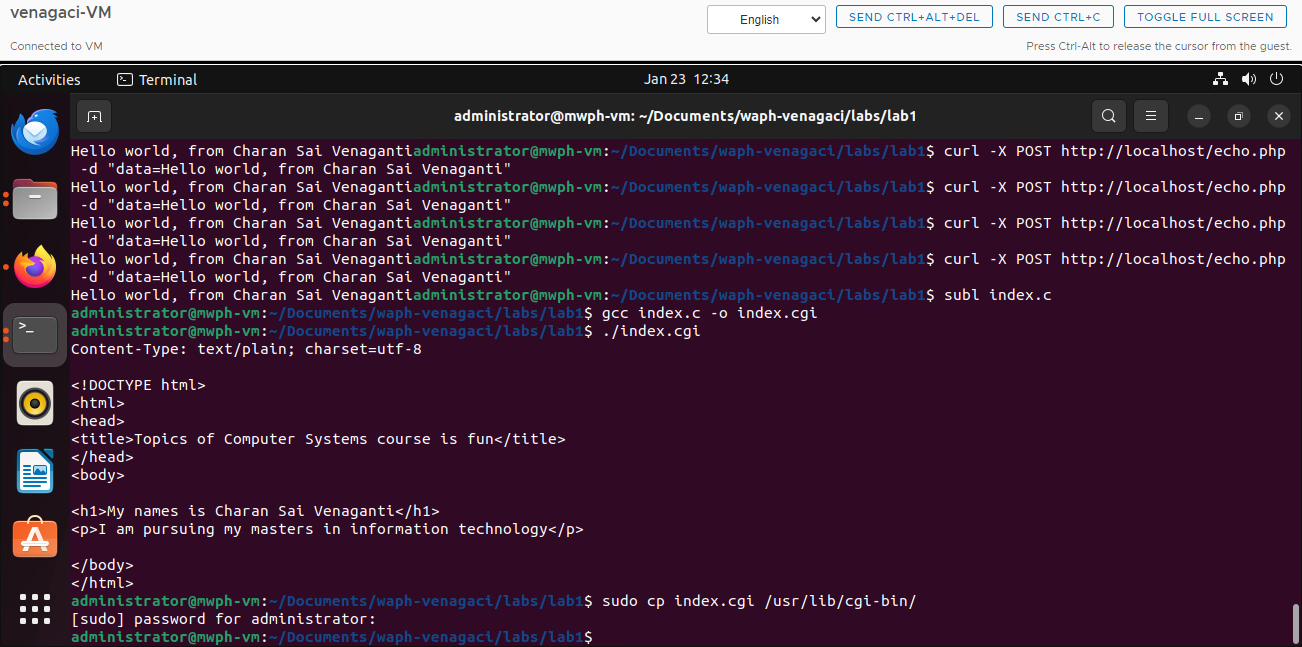 venagaci-VM
English
SEND CTRL+ALT+DEL
SEND CTRL+C
TOGGLE FULL SCREEN
Connected to VM
Press Ctrl-Alt to release the cursor from the guest.
Activities
Terminal
Jan 23 12:34
administrator@mwph-vm: ~/Documents/waph-venagaci/labs/lab1
Hello world, from Charan Sai Venagantiadministrator@mwph-vm:~/Documents/waph-venagaci/labs/lab1$ curl -X POST http://localhost/echo.php
 -d "data=Hello world, from Charan Sai Venaganti"
Hello world, from Charan Sai Venagantiadministrator@mwph-vm:~/Documents/waph-venagaci/labs/lab1$ curl -X POST http://localhost/echo.php
 -d "data=Hello world, from Charan Sai Venaganti"
Hello world, from Charan Sai Venagantiadministrator@mwph-vm:~/Documents/waph-venagaci/labs/lab1$ curl -X POST http://localhost/echo.php
 -d "data=Hello world, from Charan Sai Venaganti"
Hello world, from Charan Sai Venagantiadministrator@mwph-vm:~/Documents/waph-venagaci/labs/lab1$ curl -X POST http://localhost/echo.php
 -d "data=Hello world, from Charan Sai Venaganti"
Hello world, from Charan Sai Venagantiadministrator@mwph-vm:~/Documents/waph-venagaci/labs/lab1$ subl index.c
administrator@mwph-vm:~/Documents/waph-venagaci/labs/lab1$ gcc index.c -o index.cgi
administrator@mwph-vm:~/Documents/waph-venagaci/labs/lab1$ ./index.cgi
Content-Type: text/plain; charset=utf-8
<!DOCTYPE html>
<html>
<head>
<title>Topics of Computer Systems course is fun</title>
</head>
<body>
<h1>My names is Charan Sai Venaganti</h1>
<p>I am pursuing my masters in information technology</p>
</body>
</html>
administrator@mwph-vm:~/Documents/waph-venagaci/labs/lab1$ sudo cp index.cgi /usr/lib/cgi-bin/
[sudo] password for administrator:
administrator@mwph-vm:~/Documents/waph-venagaci/labs/lab1$